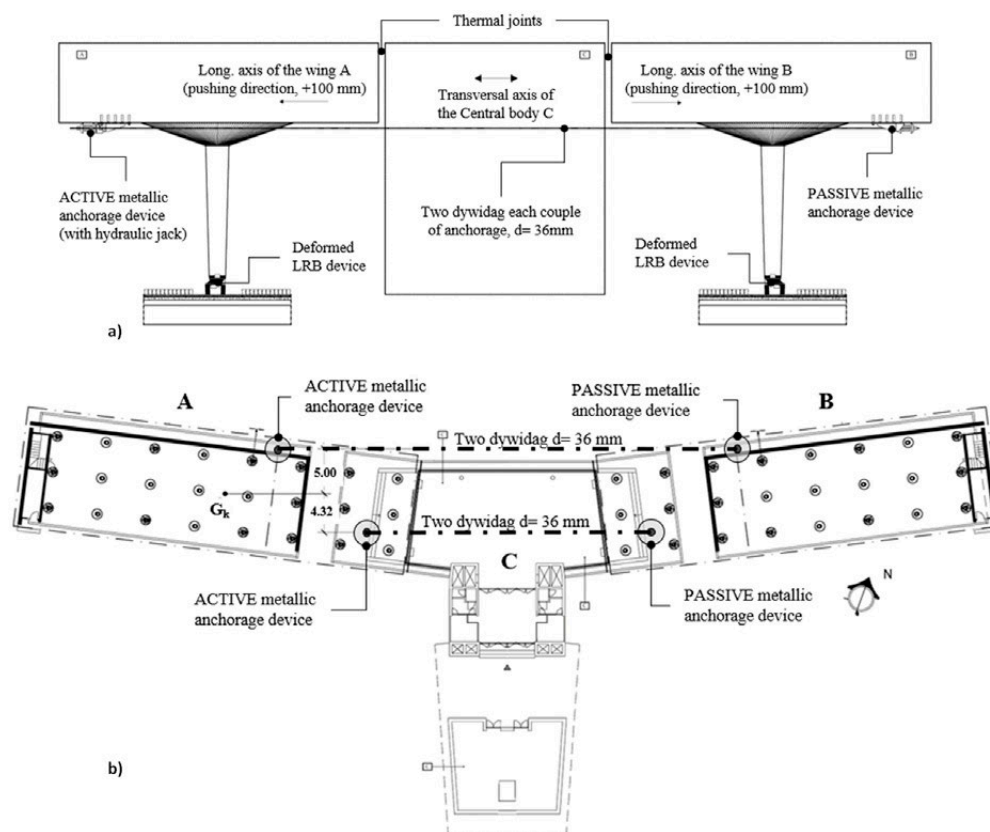 Thermal joints
A
C
B
Long. axis of the wing A
(pushing direction, +100 mm)
Transversal axis of
the Central body C
Long. axis of the wing B
(pushing direction, +100 mm)
ACTIVE metallic
anchorage device
(with hydraulic jack)
Two dywidag each couple
of anchorage, d= 36mm
PASSIVE metallic
anchorage device
Deformed
LRB device
Deformed
LRB device
a)
A
ACTIVE metallic
anchorage device
PASSIVE metallic
anchorage device
B
Two dywidag d= 36 mm
5.00
4.32
Gk
Two dywidag d= 36 mm
C
N
ACTIVE metallic
anchorage device
PASSIVE metallic
anchorage device
b)